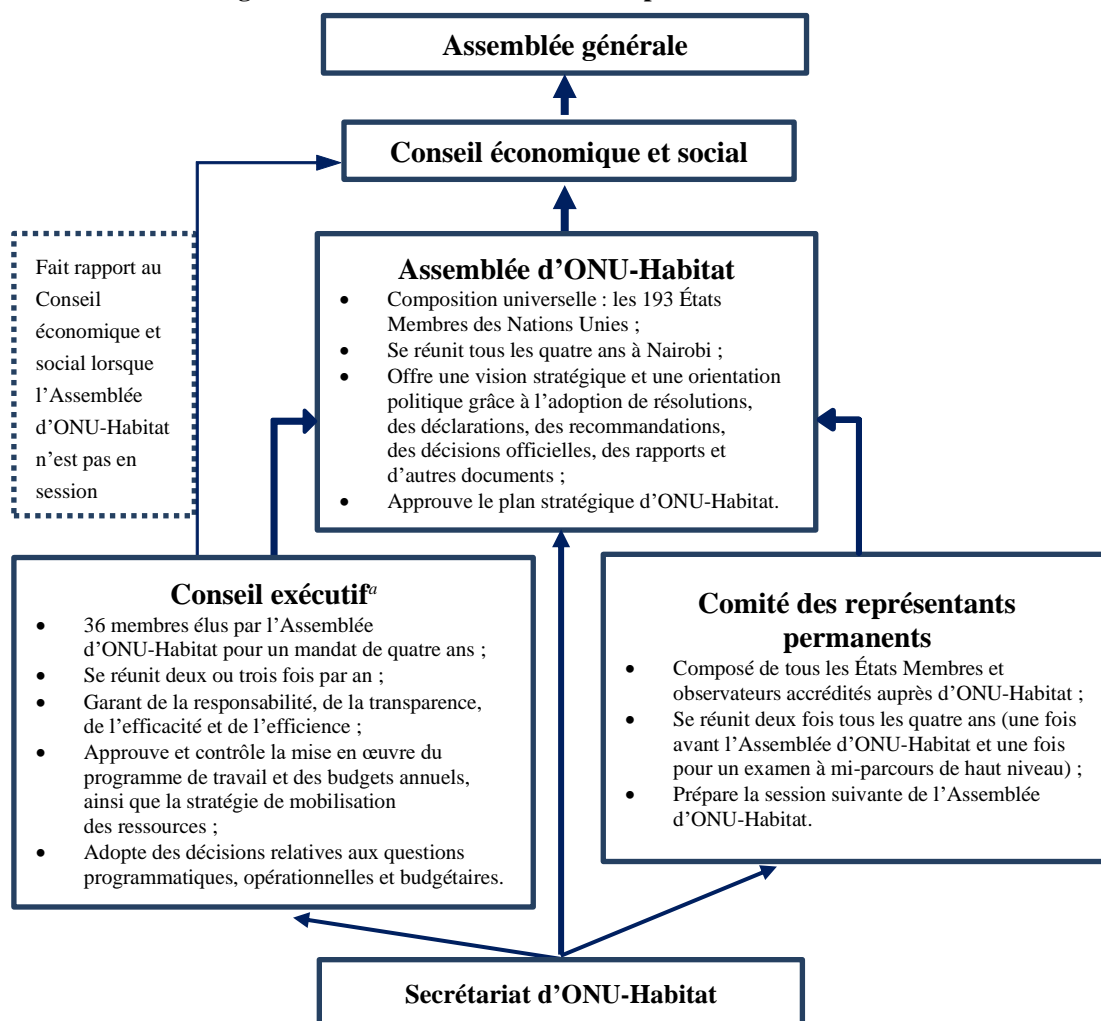 Assemblée générale
Conseil économique et social
Fait rapport au
Conseil
économique et
social lorsque
l’Assemblée
d’ONU-Habitat
n’est pas en
session
Assemblée d’ONU-Habitat
• Composition universelle : les 193 États
Membres des Nations Unies ;
• Se réunit tous les quatre ans à Nairobi ;
• Offre une vision stratégique et une orientation
politique grâce à l’adoption de résolutions,
des déclarations, des recommandations,
des décisions officielles, des rapports et
d’autres documents ;
• Approuve le plan stratégique d’ONU-Habitat.
Conseil exécutifᵃ
• 36 membres élus par l’Assemblée
d’ONU-Habitat pour un mandat de quatre ans ;
• Se réunit deux ou trois fois par an ;
• Garant de la responsabilité, de la transparence,
de l’efficacité et de l’efficience ;
• Approuve et contrôle la mise en œuvre du
programme de travail et des budgets annuels,
ainsi que la stratégie de mobilisation
des ressources ;
• Adopte des décisions relatives aux questions
programmatiques, opérationnelles et budgétaires.
Comité des représentants
permanents
• Composé de tous les États Membres et
observateurs accrédités auprès d’ONU-Habitat ;
• Se réunit deux fois tous les quatre ans (une fois
avant l’Assemblée d’ONU-Habitat et une fois
pour un examen à mi-parcours de haut niveau) ;
• Prépare la session suivante de l’Assemblée
d’ONU-Habitat.
Secrétariat d’ONU-Habitat